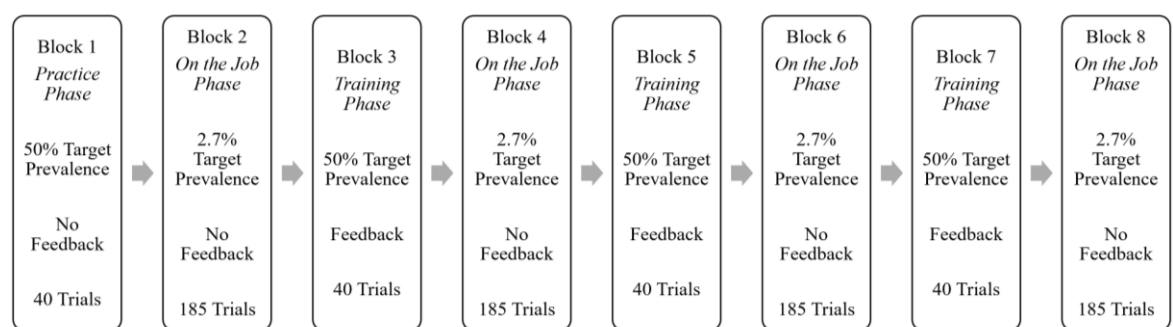 Block 1
Practice
Phase
50% Target
Prevalence
No
Feedback
40 Trials
Block 2
On the Job
Phase
2.7%
Target
Prevalence
No
Feedback
185 Trials
Block 3
Training
Phase
50% Target
Prevalence
Feedback
40 Trials
Block 4
On the Job
Phase
2.7%
Target
Prevalence
No
Feedback
185 Trials
Block 5
Training
Phase
50% Target
Prevalence
Feedback
40 Trials
Block 6
On the Job
Phase
2.7%
Target
Prevalence
No
Feedback
185 Trials
Block 7
Training
Phase
50% Target
Prevalence
Feedback
40 Trials
Block 8
On the Job
Phase
2.7%
Target
Prevalence
No
Feedback
185 Trials